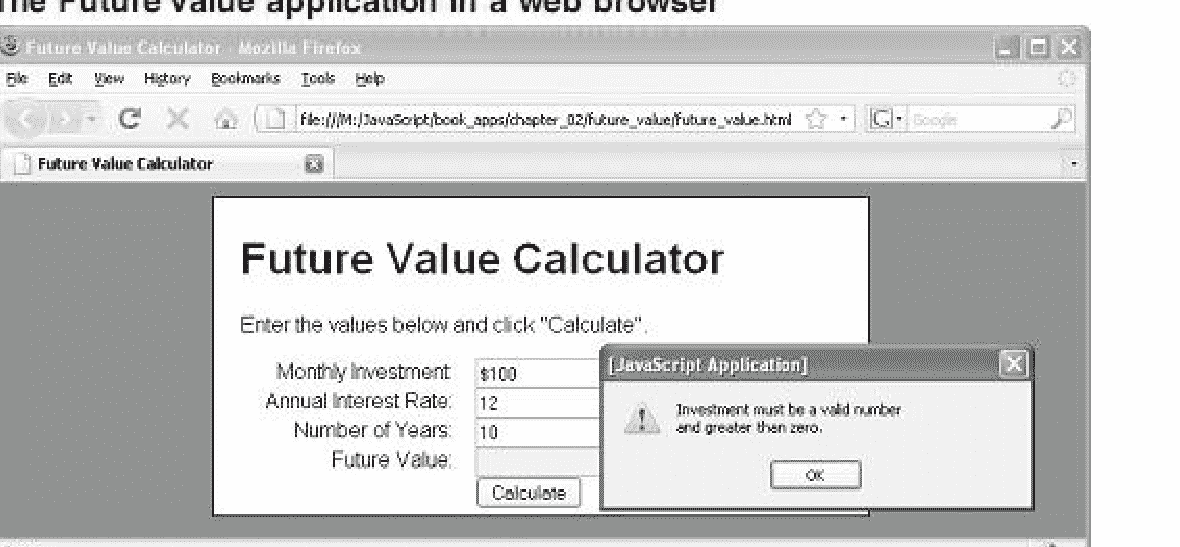 The Future Value application in a web browser
Future Value Calculator - Mozilla Firefox
File Edit View History Bookmarks Tools Help
file:///M:/JavaScript/book_apps/chapter_02/future_value/future_value.html
Google
Future Value Calculator
Future Value Calculator
Enter the values below and click "Calculate".
Monthly Investment: $100
Annual Interest Rate: 12
Number of Years: 10
Future Value:
Calculate
[JavaScript Application]
Investment must be a valid number
and greater than zero.
OK